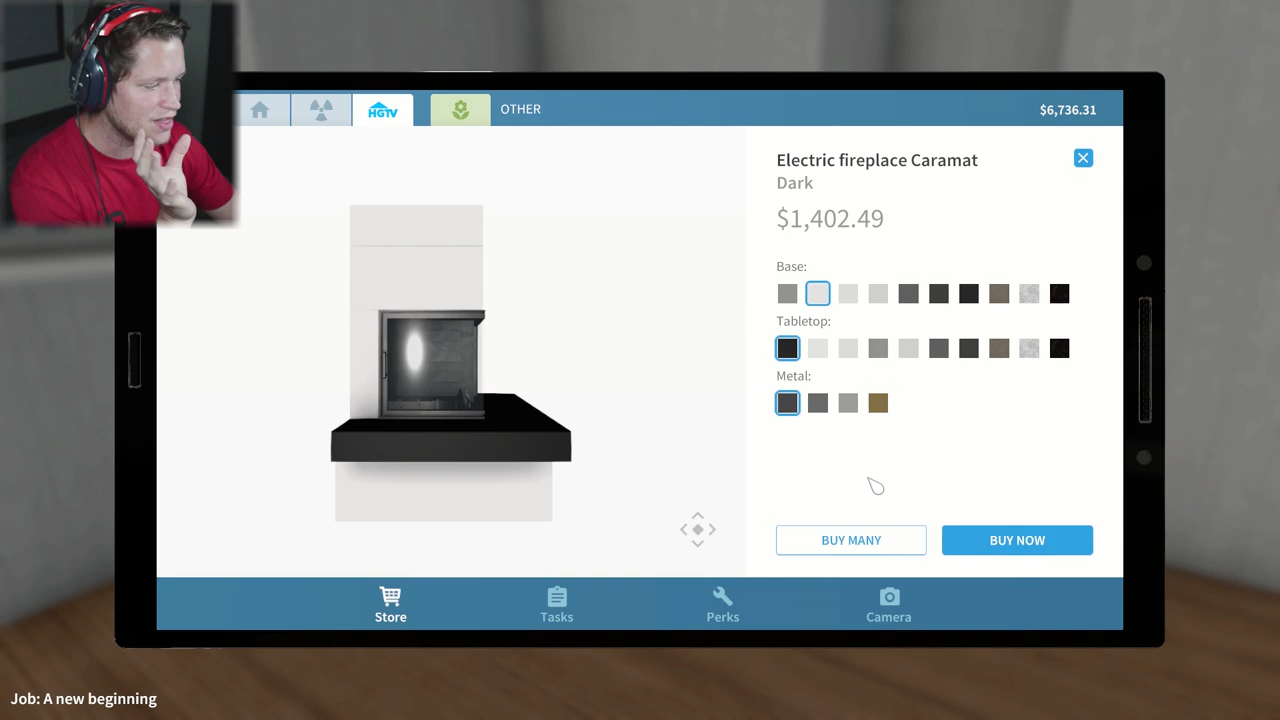 HGTV
OTHER
$6,736.31
Electric fireplace Caramat
Dark
$1,402.49
Base:
Tabletop:
Metal:
BUY MANY
BUY NOW
Store
Tasks
Perks
Camera
Job: A new beginning